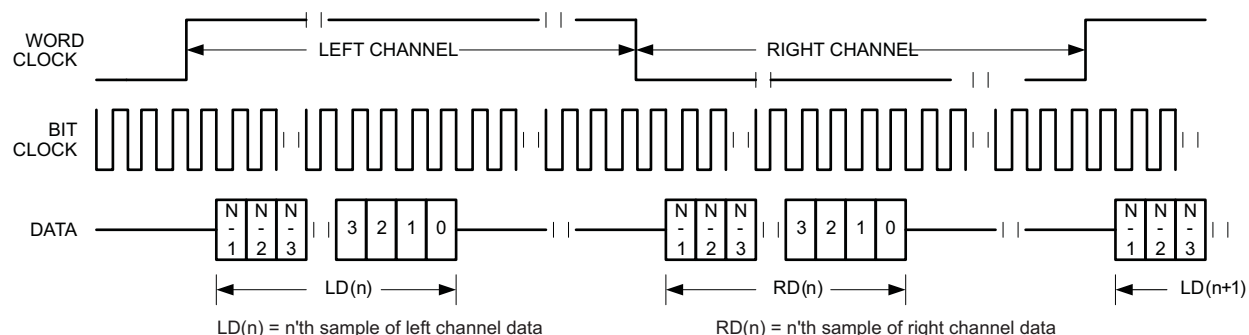 WORD
CLOCK
LEFT CHANNEL
RIGHT CHANNEL
BIT
CLOCK
DATA
N-1 N-2 N-3 3 2 1 0
N-1 N-2 N-3 3 2 1 0
N-1 N-2 N-3
LD(n)
RD(n)
LD(n+1)
LD(n) = n'th sample of left channel data
RD(n) = n'th sample of right channel data